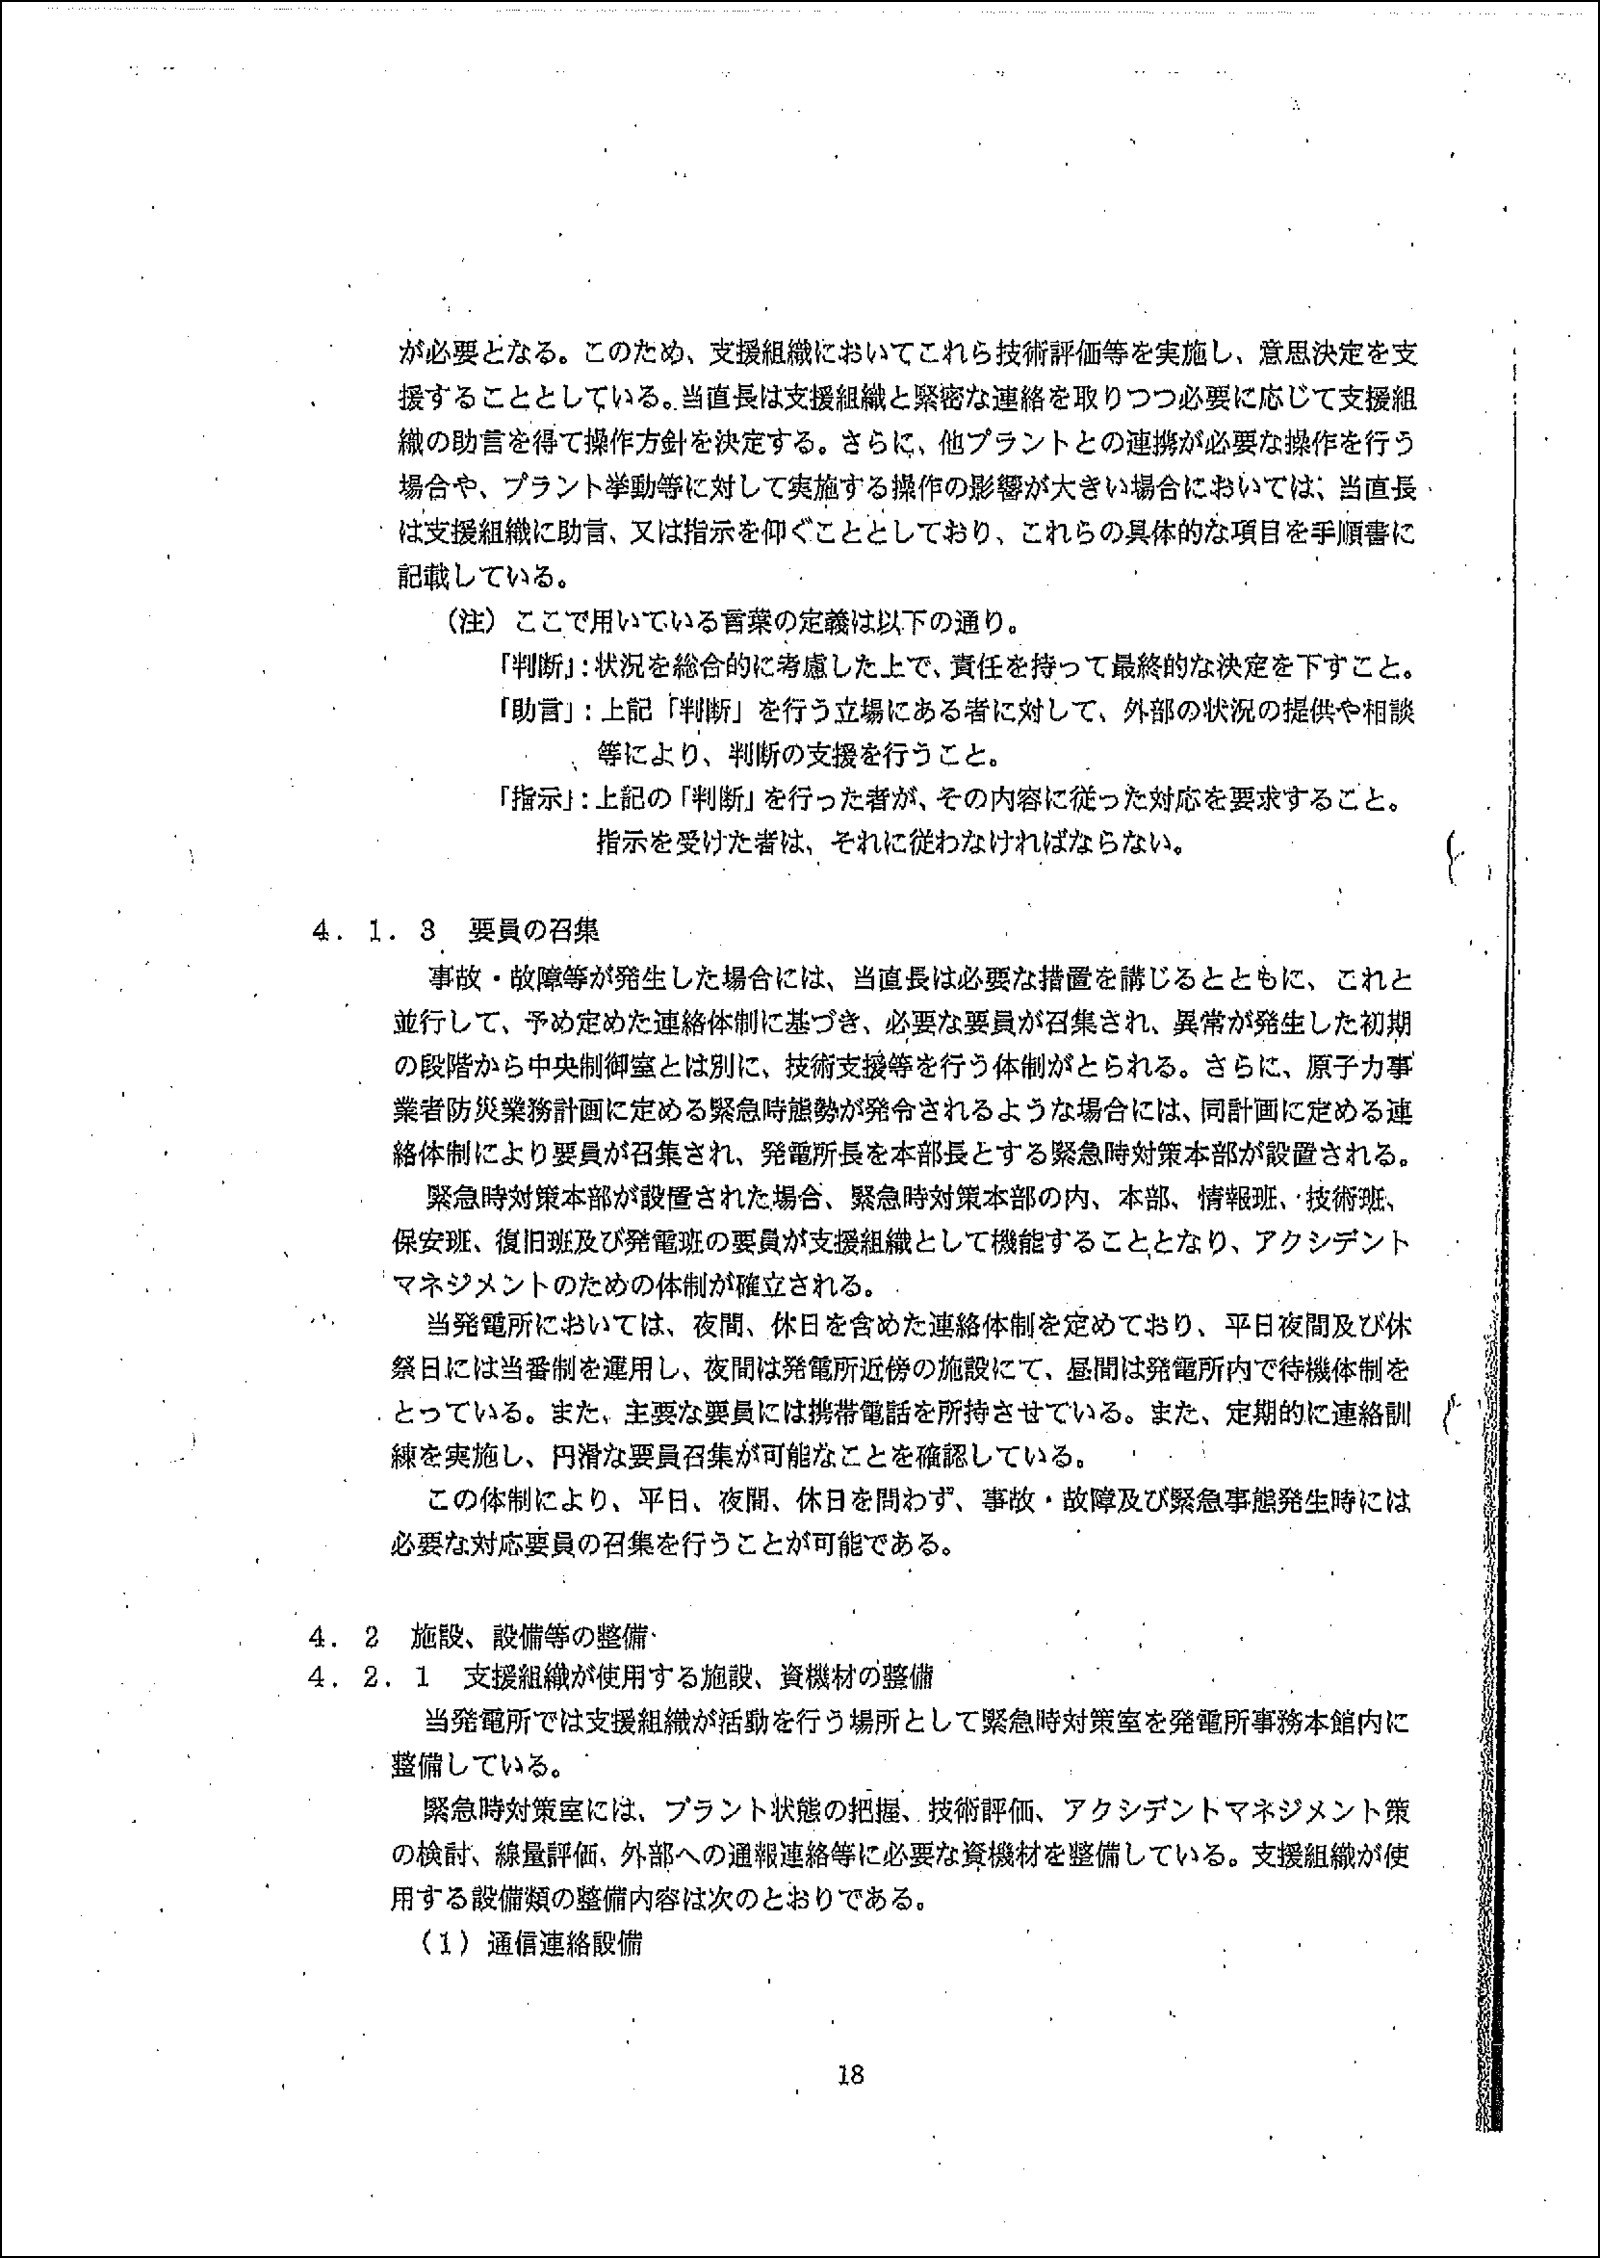 が必要となる。このため、支援組織においてこれら技術評価等を実施し、意思決定を支
援することとしている。当直長は支援組織と緊密な連絡を取りつつ必要に応じて支援組
織の助言を得て操作方針を決定する。さらに、他プラントとの連携が必要な操作を行う
場合や、プラント挙動等に対して実施する操作の影響が大きい場合においては、当直長
は支援組織に助言、又は指示を仰ぐこととしており、これらの具体的な項目を手順書に
記載している。
（注）ここで用いている言葉の定義は以下の通り。
「判断」：状況を総合的に考慮した上で、責任を持って最終的な決定を下すこと。
「助言」：上記「判断」を行う立場にある者に対して、外部の状況の提供や相談
等により、判断の支援を行うこと。
「指示」：上記の「判断」を行った者が、その内容に従った対応を要求すること。
指示を受けた者は、それに従わなければならない。
４．１．３　要員の召集
事故・故障等が発生した場合には、当直長は必要な措置を講じるとともに、これと
並行して、予め定めた連絡体制に基づき、必要な要員が召集され、異常が発生した初期
の段階から中央制御室とは別に、技術支援等を行う体制がとられる。さらに、原子力事
業者防災業務計画に定める緊急時態勢が発令されるような場合には、同計画に定める連
絡体制により要員が召集され、発電所長を本部長とする緊急時対策本部が設置される。
緊急時対策本部が設置された場合、緊急時対策本部の内、本部、情報班、技術班、
保安班、復旧班及び発電班の要員が支援組織として機能することとなり、アクシデント
マネジメントのための体制が確立される。
当発電所においては、夜間、休日を含めた連絡体制を定めており、平日夜間及び休
祭日には当番制を運用し、夜間は発電所近傍の施設にて、昼間は発電所内で待機体制を
とっている。また、主要な要員には携帯電話を所持させている。また、定期的に連絡訓
練を実施し、円滑な要員召集が可能なことを確認している。
この体制により、平日、夜間、休日を問わず、事故・故障及び緊急事態発生時には
必要な対応要員の召集を行うことが可能である。
４．２　施設、設備等の整備
４．２．１　支援組織が使用する施設、資機材の整備
当発電所では支援組織が活動を行う場所として緊急時対策室を発電所事務本館内に
整備している。
緊急時対策室には、プラント状態の把握、技術評価、アクシデントマネジメント策
の検討、線量評価、外部への通報連絡等に必要な資機材を整備している。支援組織が使
用する設備類の整備内容は次のとおりである。
（１）通信連絡設備
18